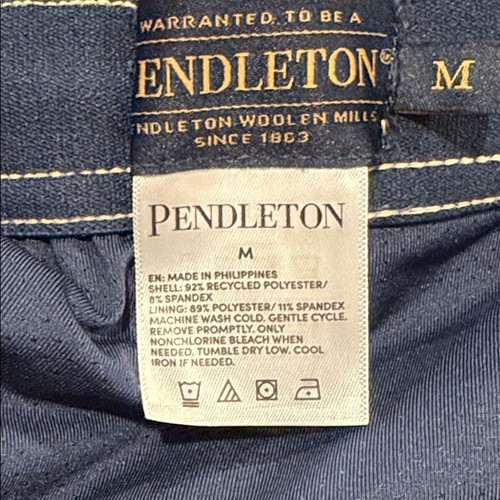 WARRANTED TO BE A
ENDLETON®
M
NDLETON WOOLEN MILLS
SINCE 1863
PENDLETON
M
EN: MADE IN PHILIPPINES
SHELL: 92% RECYCLED POLYESTER/
8% SPANDEX
LINING: 89% POLYESTER/ 11% SPANDEX
MACHINE WASH COLD. GENTLE CYCLE.
REMOVE PROMPTLY. ONLY
NONCHLORINE BLEACH WHEN
NEEDED. TUMBLE DRY LOW. COOL
IRON IF NEEDED.